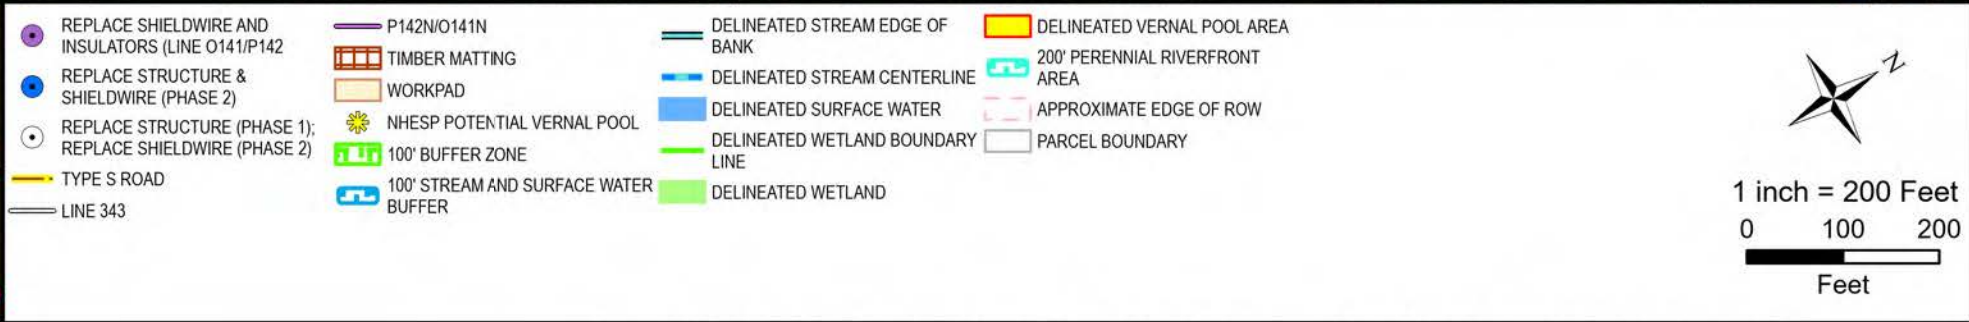 REPLACE SHIELDWIRE AND
INSULATORS (LINE O141/P142
REPLACE STRUCTURE &
SHIELDWIRE (PHASE 2)
REPLACE STRUCTURE (PHASE 1);
REPLACE SHIELDWIRE (PHASE 2)
TYPE S ROAD
LINE 343
P142N/O141N
TIMBER MATTING
WORKPAD
NHESP POTENTIAL VERNAL POOL
100' BUFFER ZONE
100' STREAM AND SURFACE WATER
BUFFER
DELINEATED STREAM EDGE OF
BANK
DELINEATED STREAM CENTERLINE
DELINEATED SURFACE WATER
DELINEATED WETLAND BOUNDARY
LINE
DELINEATED WETLAND
DELINEATED VERNAL POOL AREA
200' PERENNIAL RIVERFRONT
AREA
APPROXIMATE EDGE OF ROW
PARCEL BOUNDARY
N
1 inch = 200 Feet
0 100 200
Feet